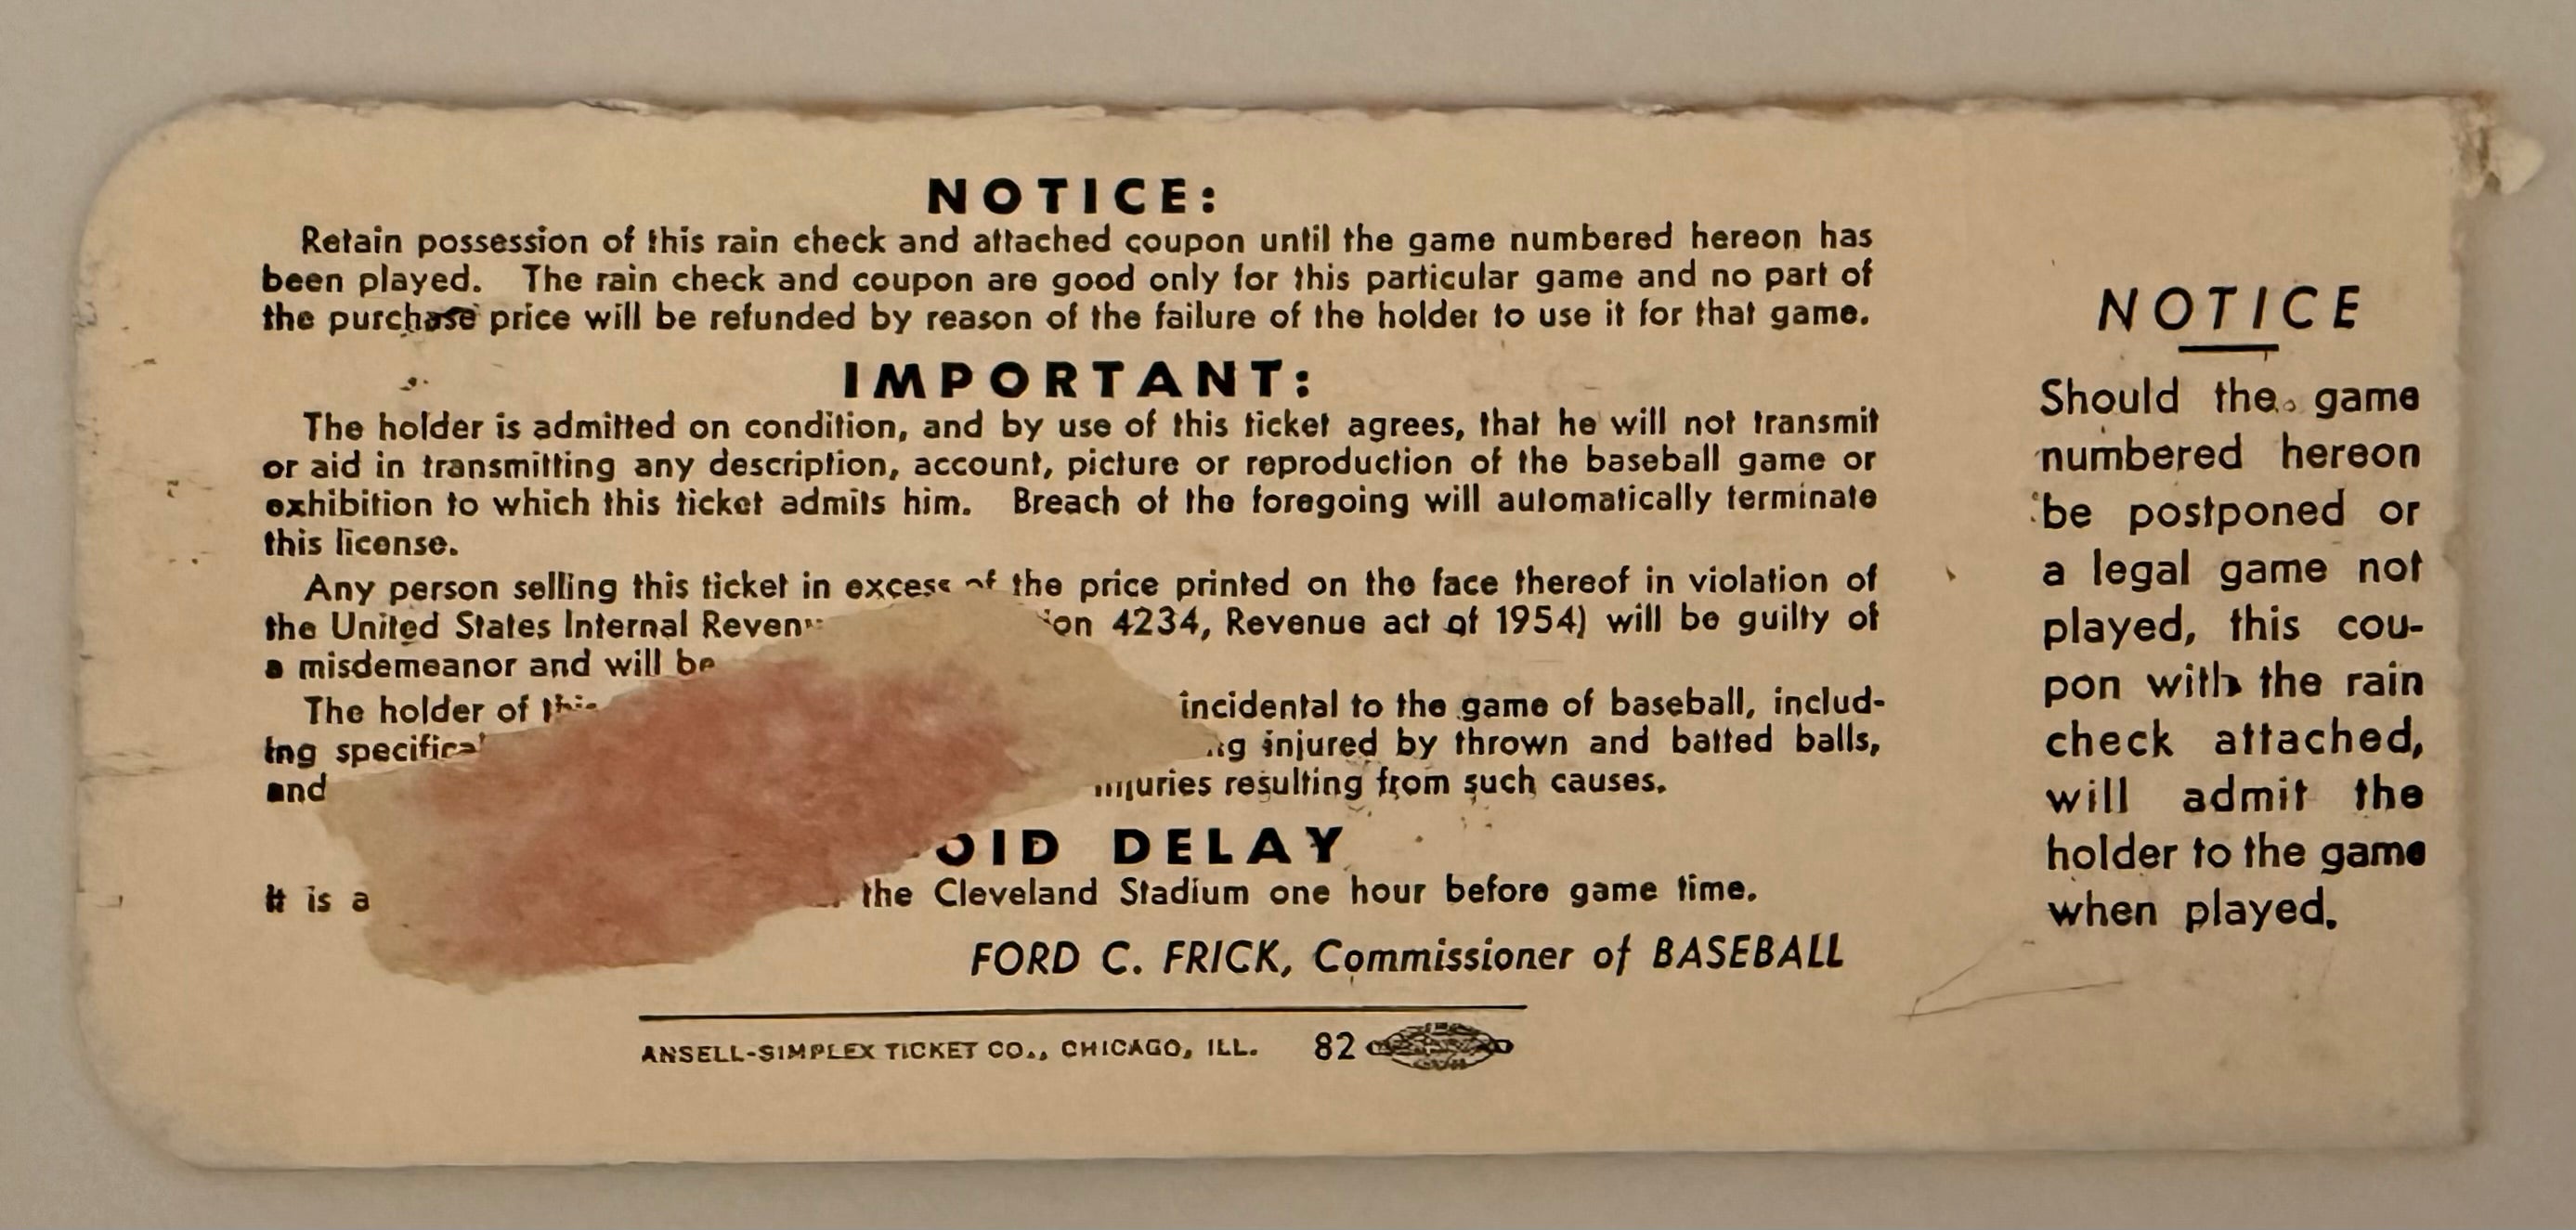 NOTICE:
Retain possession of this rain check and attached coupon until the game numbered hereon has
been played. The rain check and coupon are good only for this particular game and no part of
the purchase price will be refunded by reason of the failure of the holder to use it for that game.
IMPORTANT:
The holder is admitted on condition, and by use of this ticket agrees, that he will not transmit
or aid in transmitting any description, account, picture or reproduction of the baseball game or
exhibition to which this ticket admits him. Breach of the foregoing will automatically terminate
this license.
Any person selling this ticket in excess of the price printed on the face thereof in violation of
the United States Internal 4234, Revenue act of 1954) will be guilty of
a misdemeanor and will be
The holder of this incidental to the game of baseball, includ-
ing injured by thrown and batted balls,
and resulting from such causes.
DELAY
It is a the Cleveland Stadium one hour before game time.
FORD C. FRICK, Commissioner of BASEBALL
ANSELL-SIMPLEX TICKET CO., CHICAGO, ILL. 82
NOTICE
Should the game
numbered hereon
be postponed or
a legal game not
played, this cou-
pon with the rain
check attached,
will admit the
holder to the game
when played.